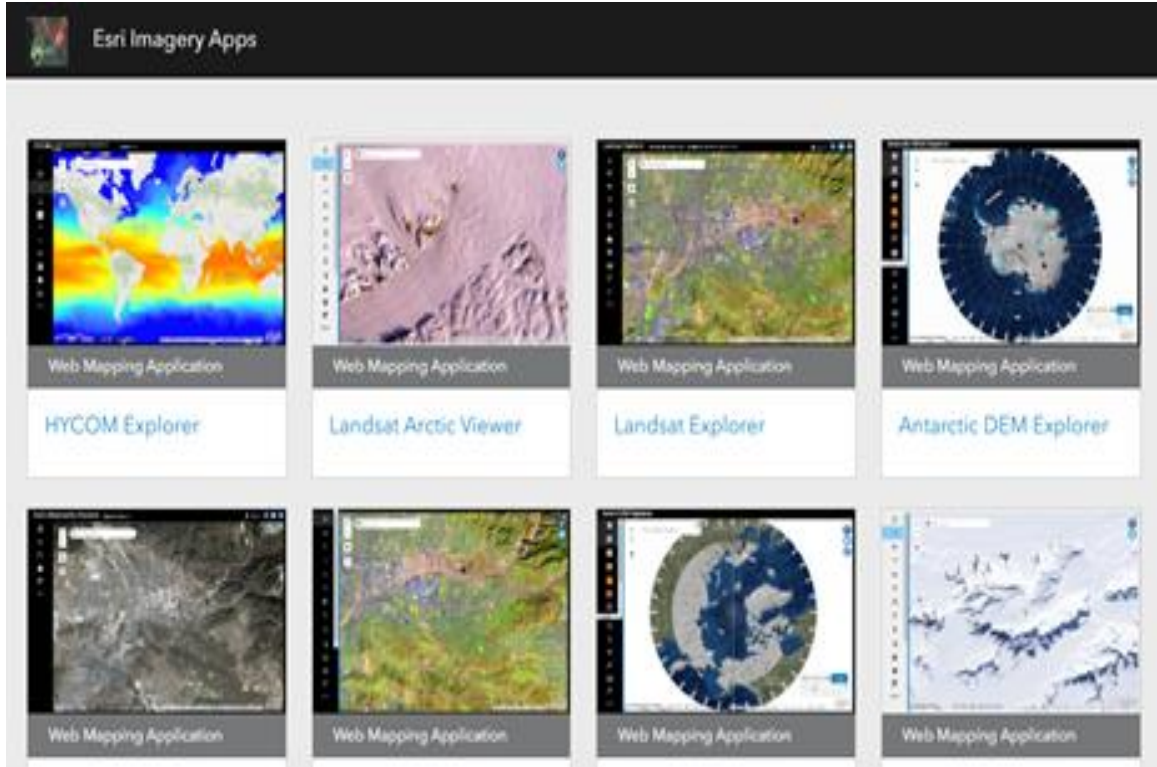 Esri Imagery Apps
Web Mapping Application
Web Mapping Application
Web Mapping Application
Web Mapping Application
HYCOM Explorer
Landsat Arctic Viewer
Landsat Explorer
Antarctic DEM Explorer
Web Mapping Application
Web Mapping Application
Web Mapping Application
Web Mapping Application